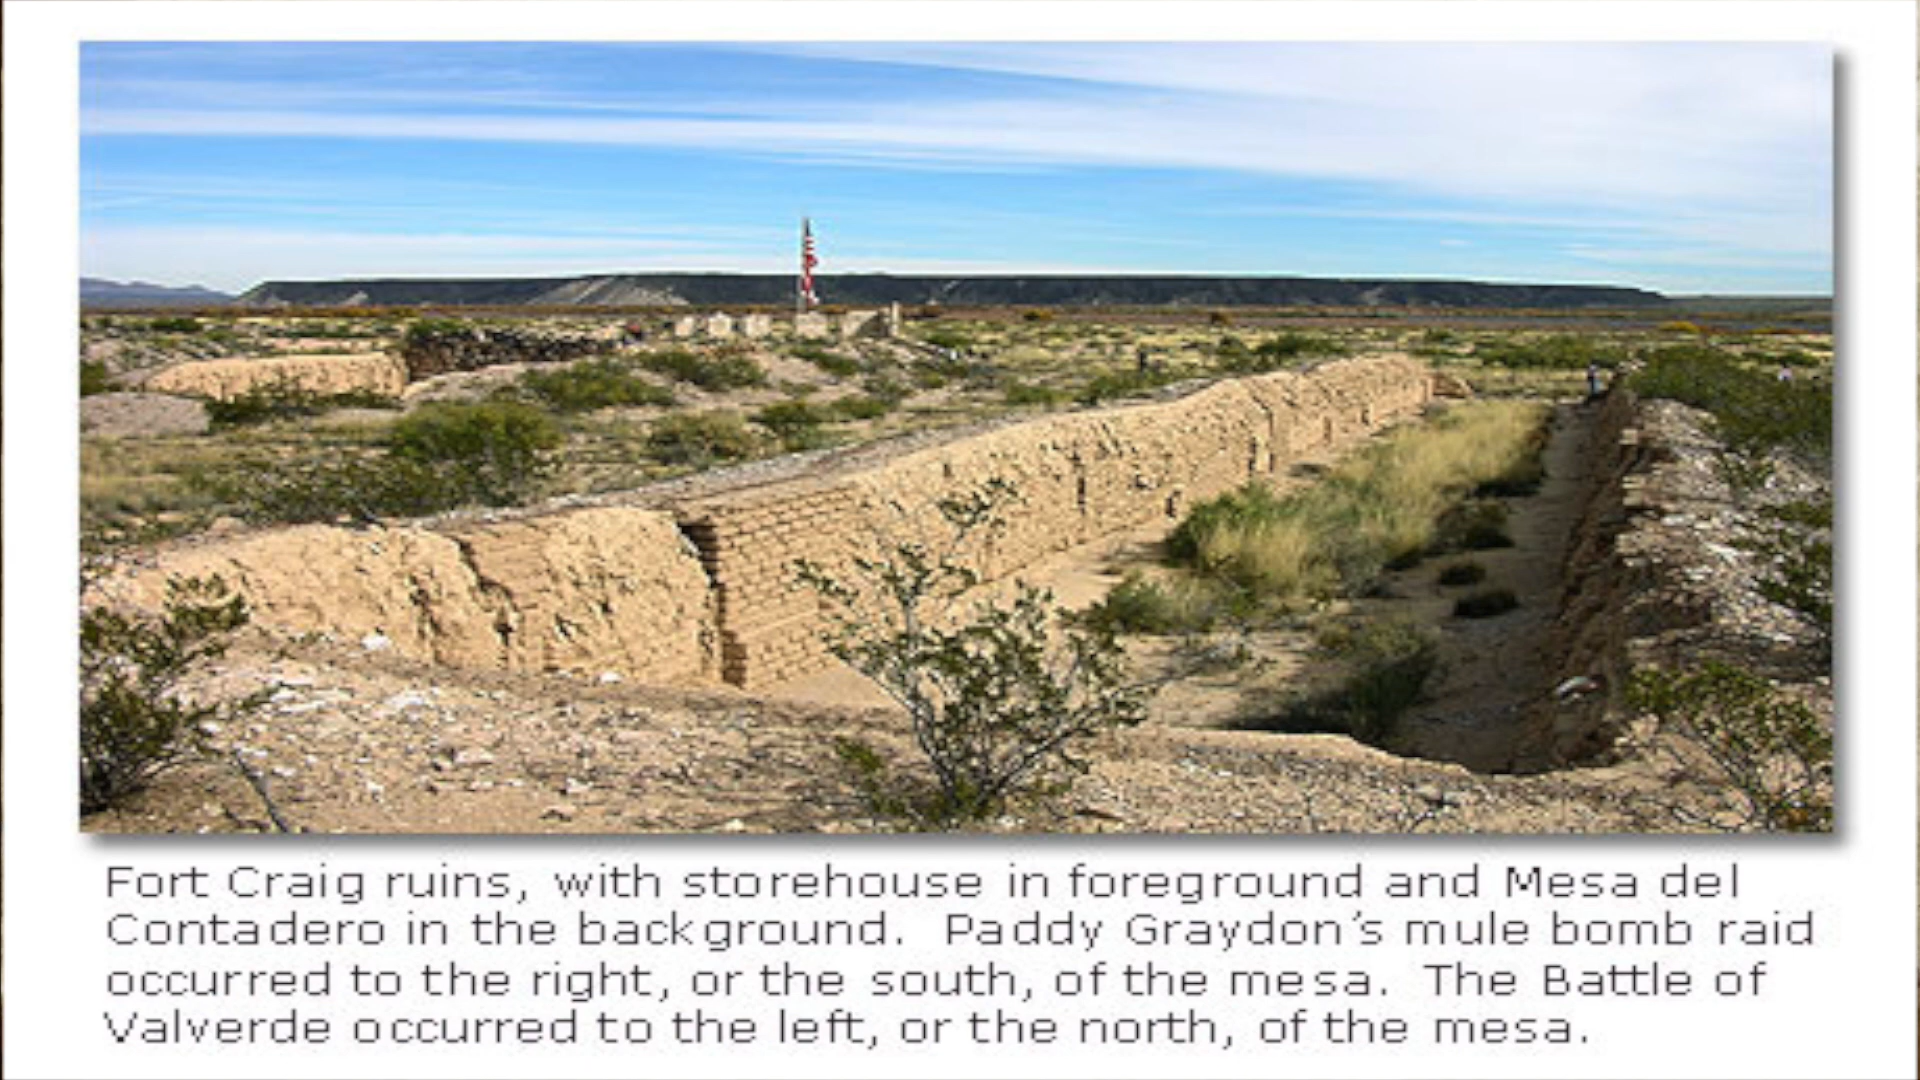 Fort Craig ruins, with storehouse in foreground and Mesa del
Contadero in the background.  Paddy Graydon’s mule bomb raid
occurred to the right, or the south, of the mesa.  The Battle of
Valverde occurred to the left, or the north, of the mesa.